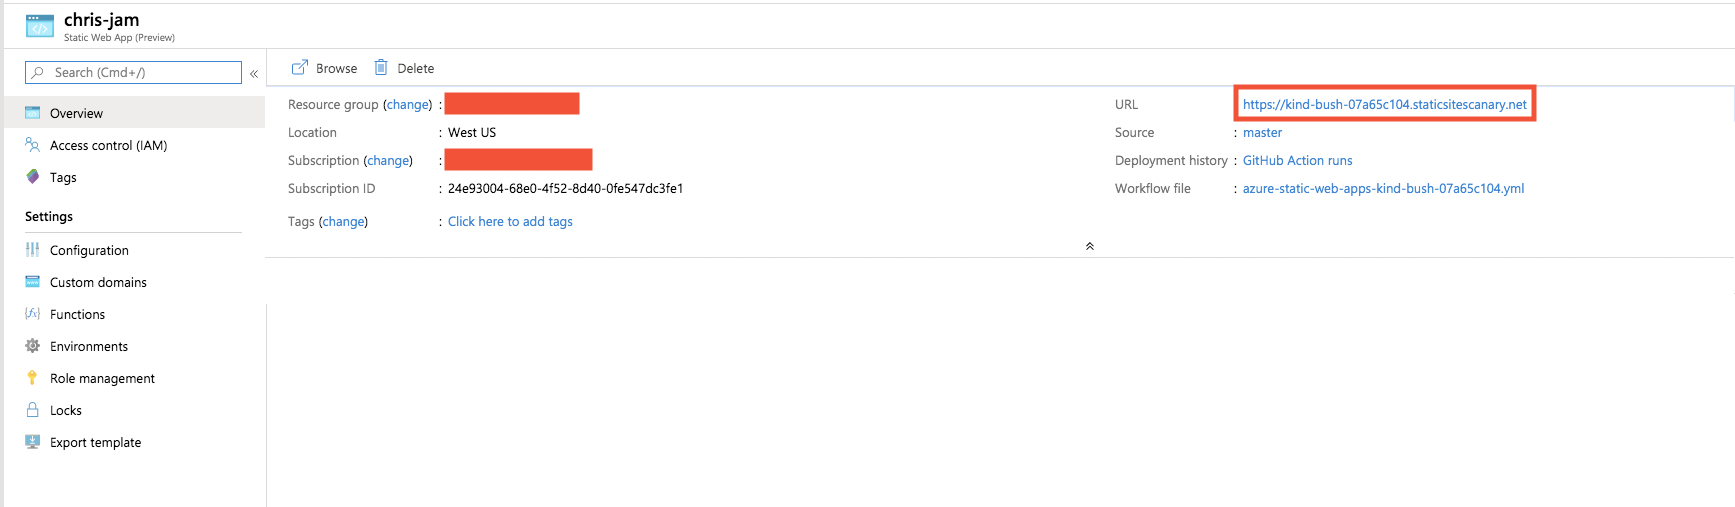 chris-jam
Static Web App (Preview)
Search (Cmd+/)
«
Browse
Delete
Overview
Access control (IAM)
Tags
Settings
Configuration
Custom domains
Functions
Environments
Role management
Locks
Export template
Resource group (change) :
Location : West US
Subscription (change) :
Subscription ID : 24e93004-68e0-4f52-8d40-0fe547dc3fe1
Tags (change) : Click here to add tags
URL https://kind-bush-07a65c104.staticsitescanary.net
Source : master
Deployment history : GitHub Action runs
Workflow file : azure-static-web-apps-kind-bush-07a65c104.yml